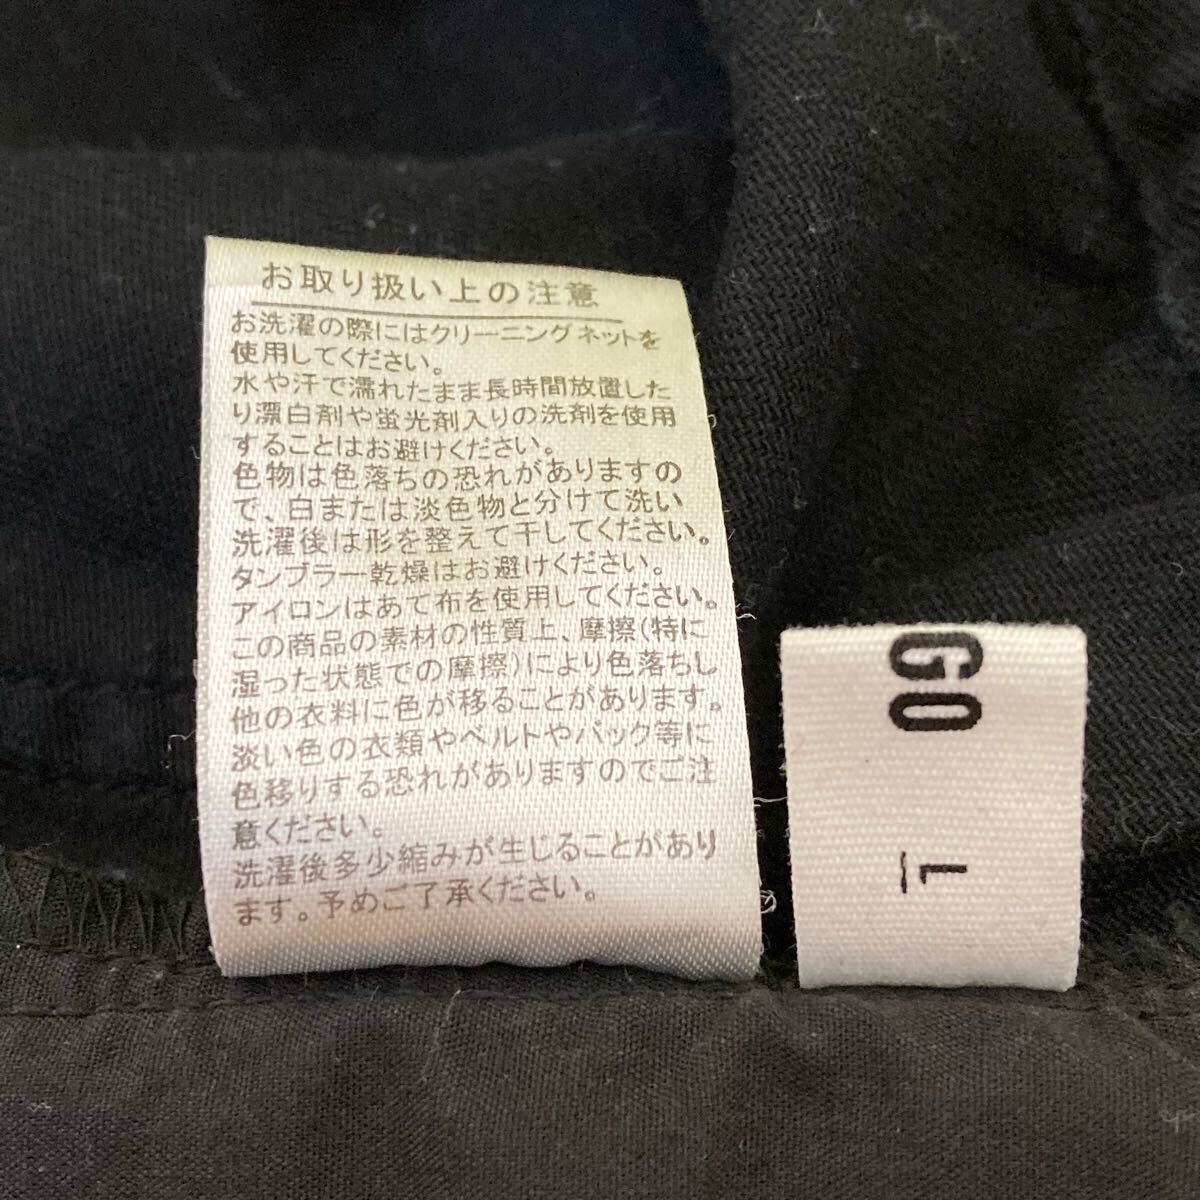 お取り扱い上の注意
お洗濯の際にはクリーニングネットを
使用してください。
水や汗で濡れたまま長時間放置した
り漂白剤や蛍光剤入りの洗剤を使用
することはお避けください。
色物は色落ちの恐れがありますの
で、白または淡色物と分けて洗い
洗濯後は形を整えて干してください。
タンブラー乾燥はお避けください。
アイロンはあて布を使用してください。
この商品の素材の性質上、摩擦(特に
湿った状態での摩擦)により色落ちし
他の衣料に色が移ることがあります。
淡い色の衣類やベルトやバック等に
色移りする恐れがありますのでご注
意ください。
洗濯後多少縮みが生じることがあり
ます。予めご了承ください。
GO
L